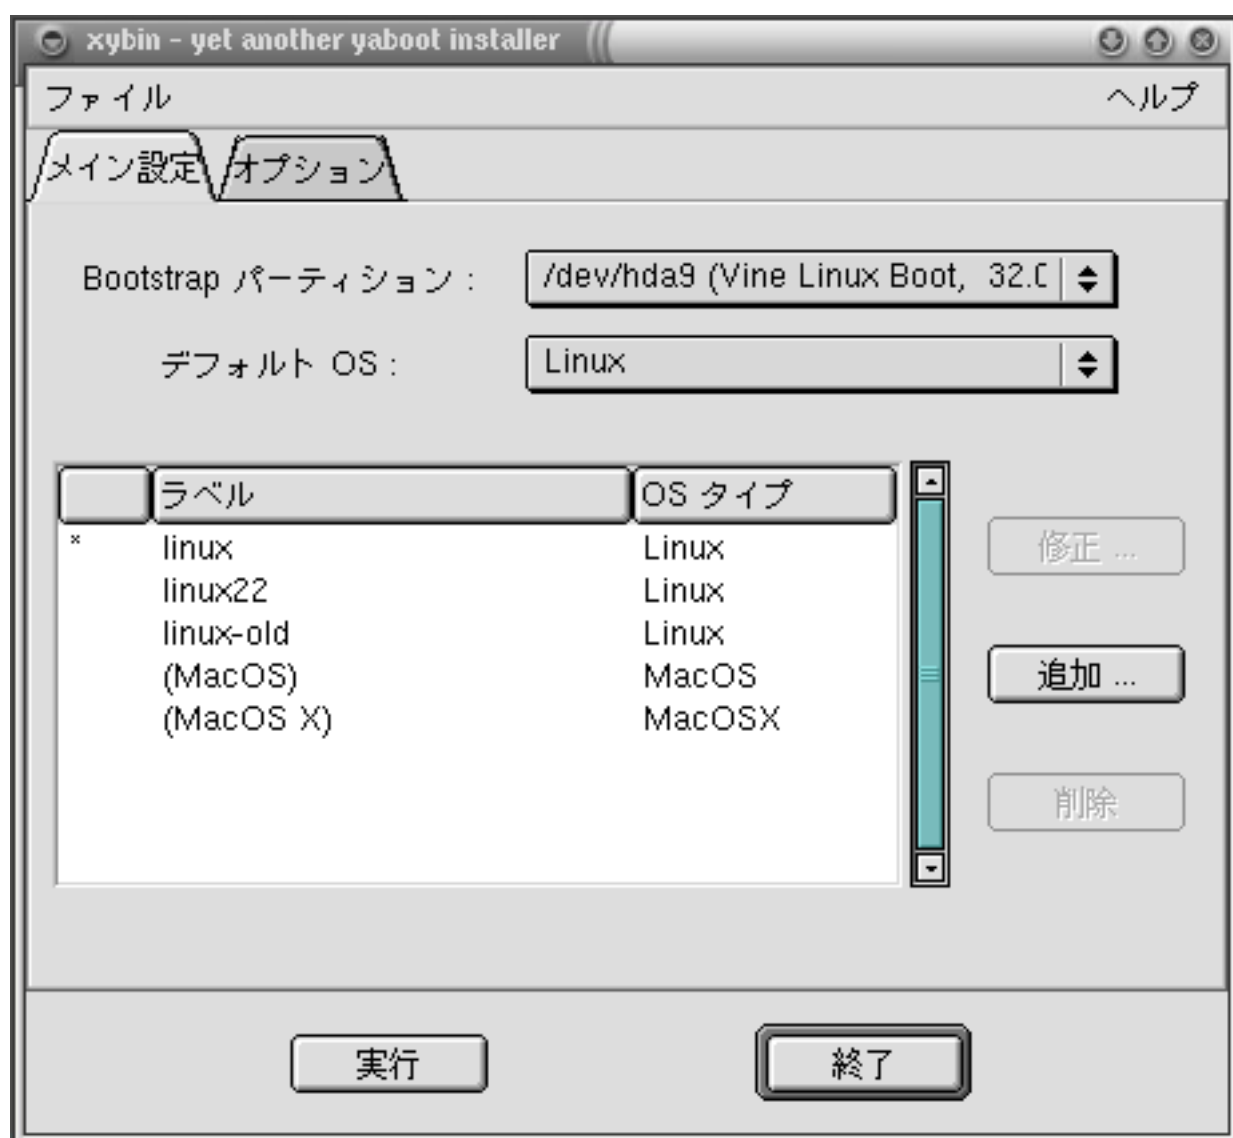 xybin - yet another yaboot installer
ファイル ヘルプ
メイン設定 オプション
Bootstrap パーティション : /dev/hda9 (Vine Linux Boot, 32.0
デフォルト OS : Linux
ラベル OS タイプ
* linux Linux
linux22 Linux
linux-old Linux
(MacOS) MacOS
(MacOS X) MacOSX
修正 ...
追加 ...
削除
実行 終了